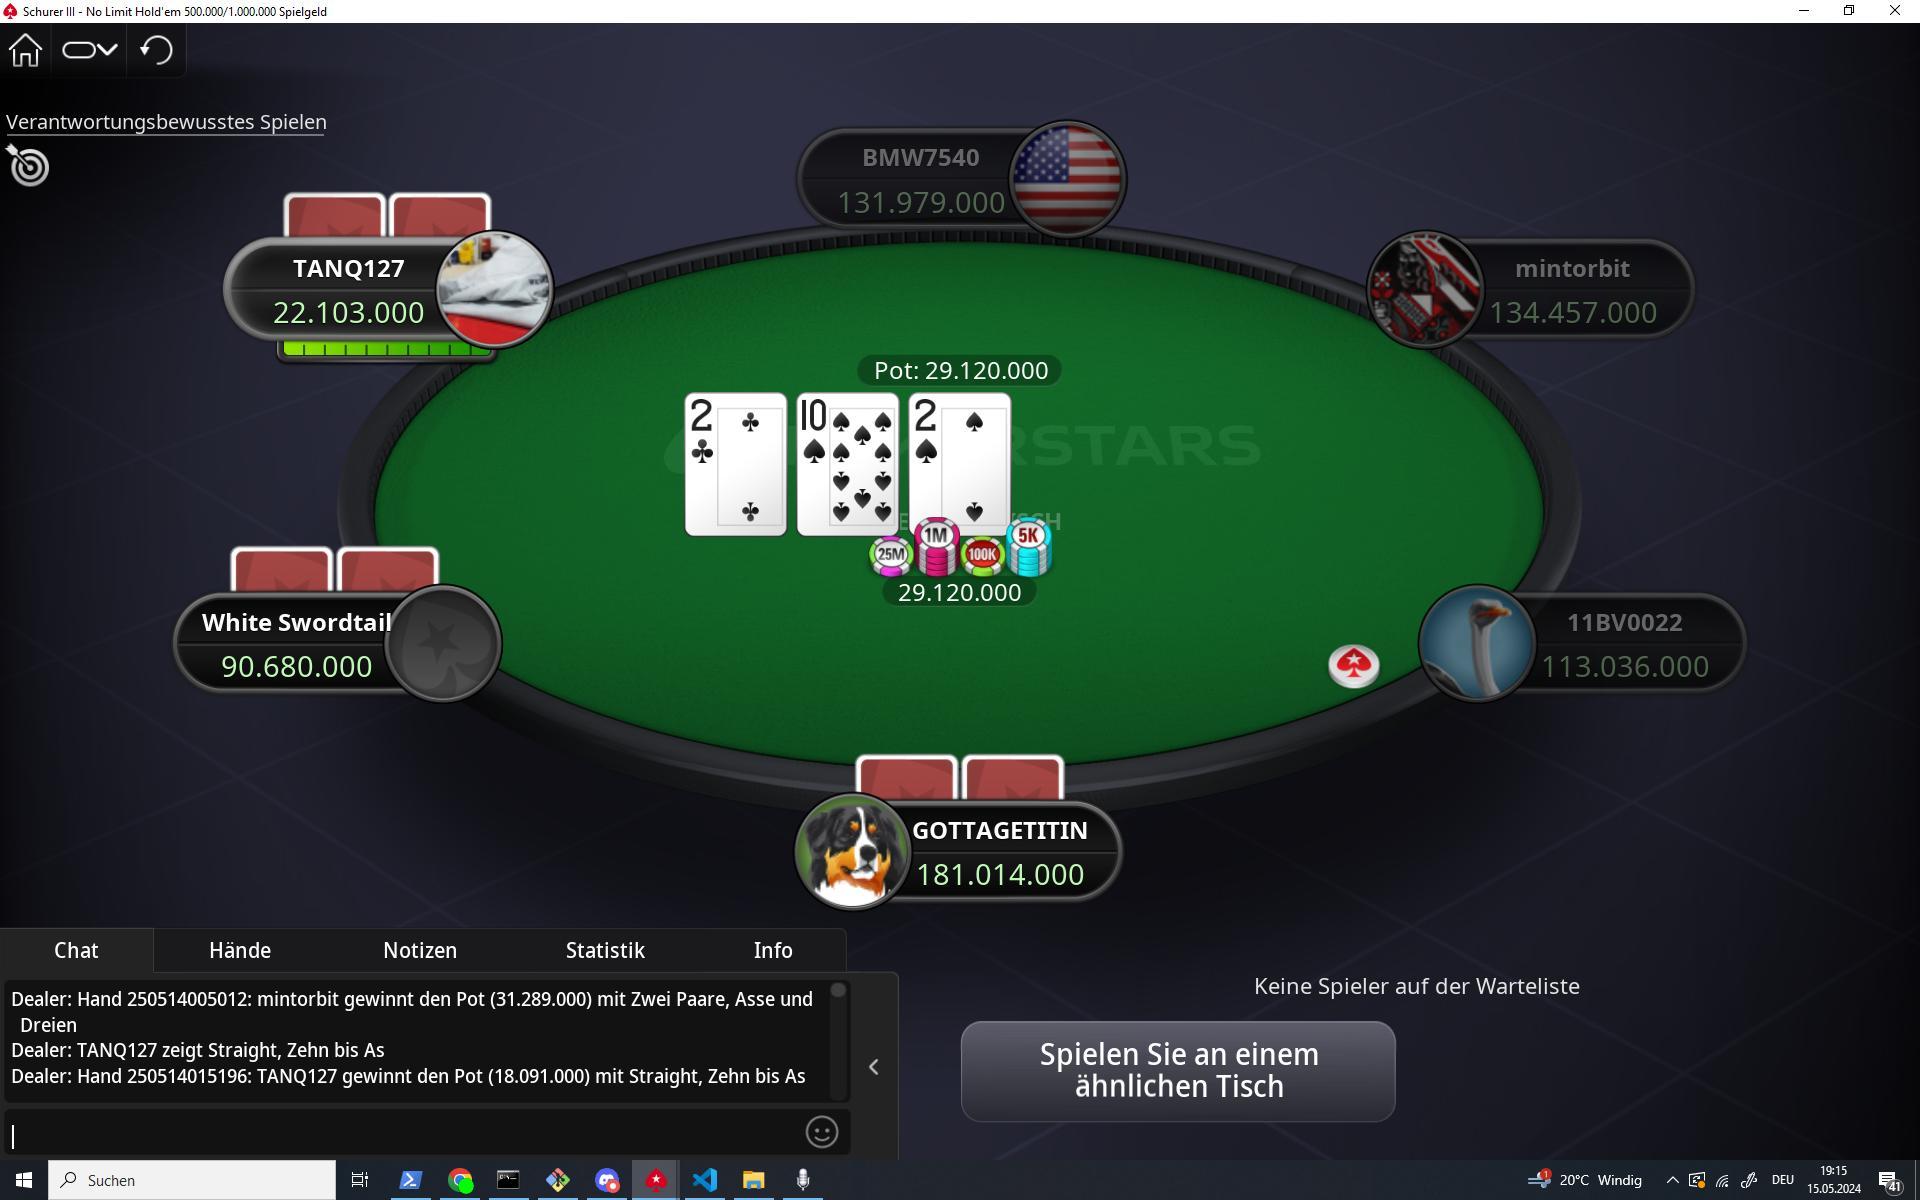 Schurer III - No Limit Hold'em 500.000/1.000.000 Spielgeld
Verantwortungsbewusstes Spielen
BMW7540
131.979.000
TANQ127
22.103.000
mintorbit
134.457.000
Pot: 29.120.000
2
10
2
25M
1M
100K
5K
29.120.000
White Swordtail
90.680.000
11BV0022
113.036.000
GOTTAGETITIN
181.014.000
Chat
Hände
Notizen
Statistik
Info
Dealer: Hand 250514005012: mintorbit gewinnt den Pot (31.289.000) mit Zwei Paare, Asse und
Dreien
Dealer: TANQ127 zeigt Straight, Zehn bis As
Dealer: Hand 250514015196: TANQ127 gewinnt den Pot (18.091.000) mit Straight, Zehn bis As
Keine Spieler auf der Warteliste
Spielen Sie an einem
ähnlichen Tisch
Suchen
1
20°C Windig
DEU
19:15
15.05.2024
41